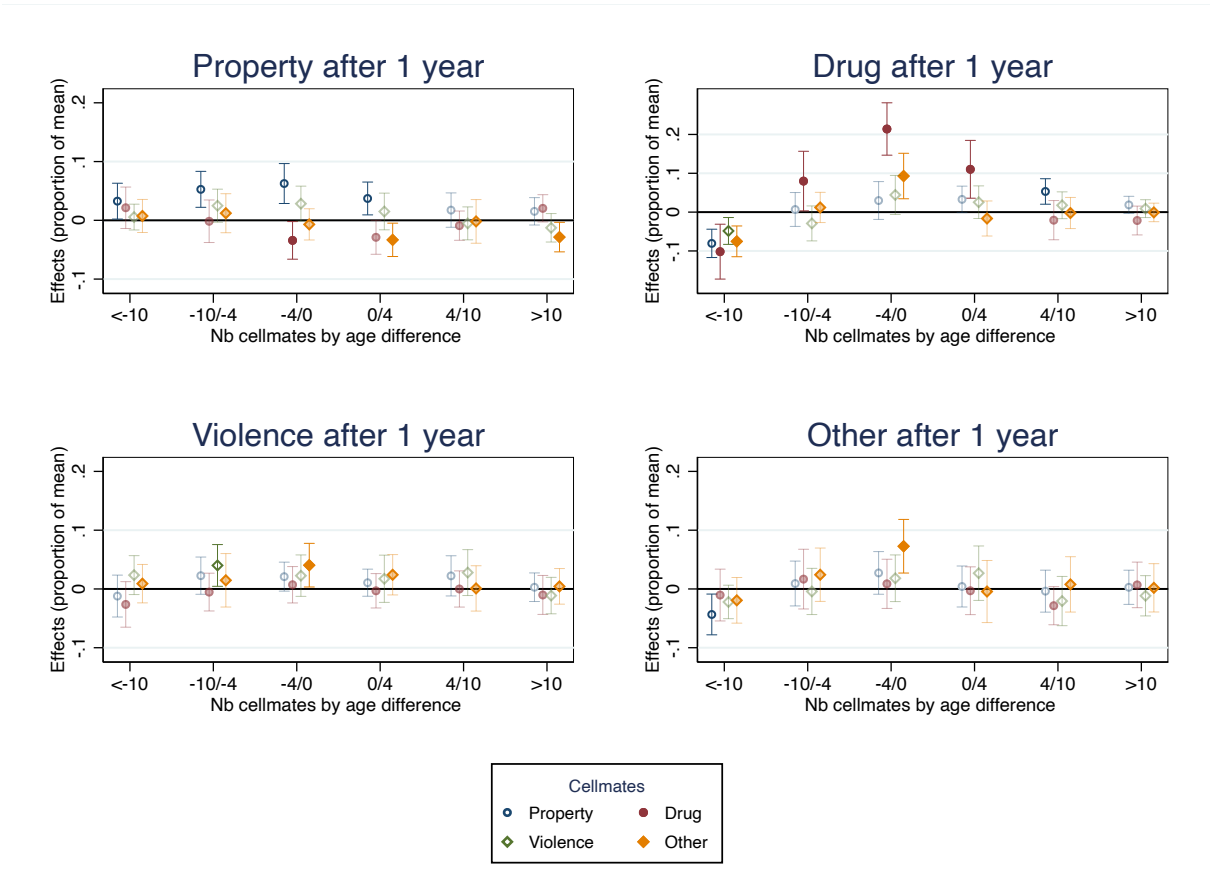 Property after 1 year
Effects (proportion of mean)
.2
.1
0
-.1
<-10 -10/-4 -4/0 0/4 4/10 >10
Nb cellmates by age difference
Drug after 1 year
Effects (proportion of mean)
.2
.1
0
-.1
<-10 -10/-4 -4/0 0/4 4/10 >10
Nb cellmates by age difference
Violence after 1 year
Effects (proportion of mean)
.2
.1
0
-.1
<-10 -10/-4 -4/0 0/4 4/10 >10
Nb cellmates by age difference
Other after 1 year
Effects (proportion of mean)
.2
.1
0
-.1
<-10 -10/-4 -4/0 0/4 4/10 >10
Nb cellmates by age difference
Cellmates
Property Drug
Violence Other